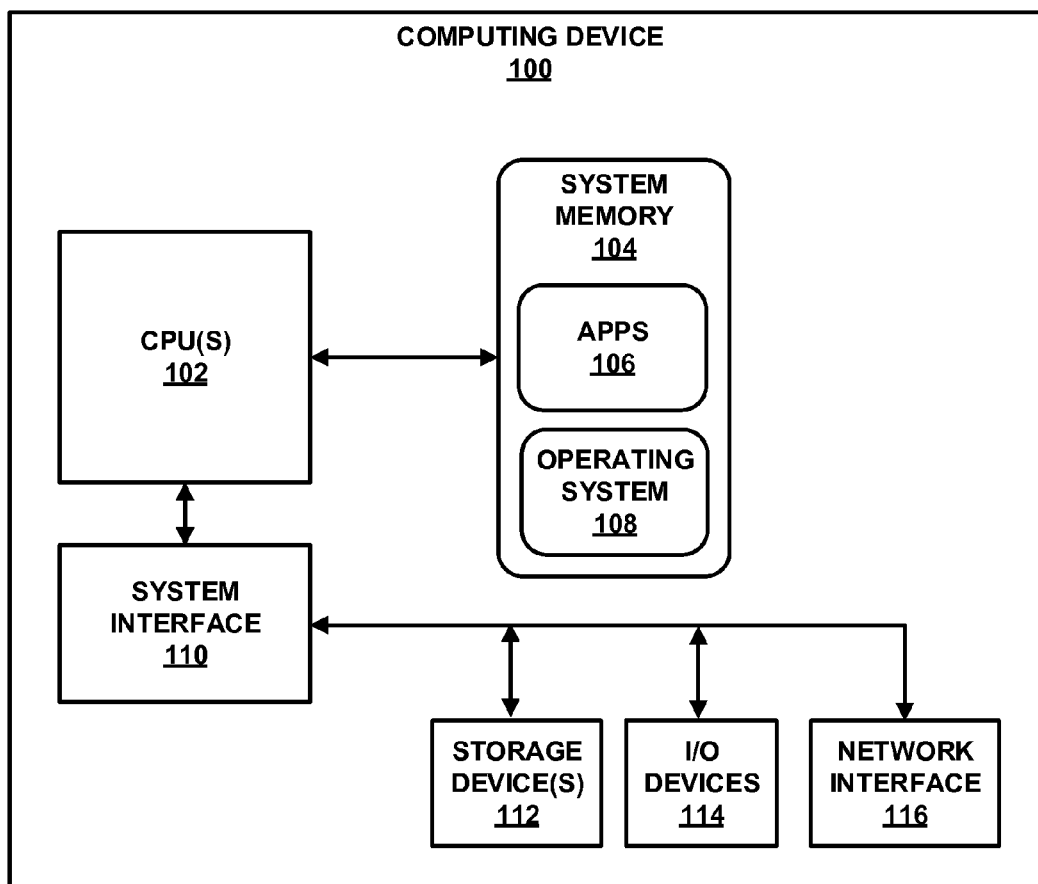 COMPUTING DEVICE
100
SYSTEM
MEMORY
104
CPU(S)
102
APPS
106
OPERATING
SYSTEM
108
SYSTEM
INTERFACE
110
STORAGE
DEVICE(S)
112
I/O
DEVICES
114
NETWORK
INTERFACE
116